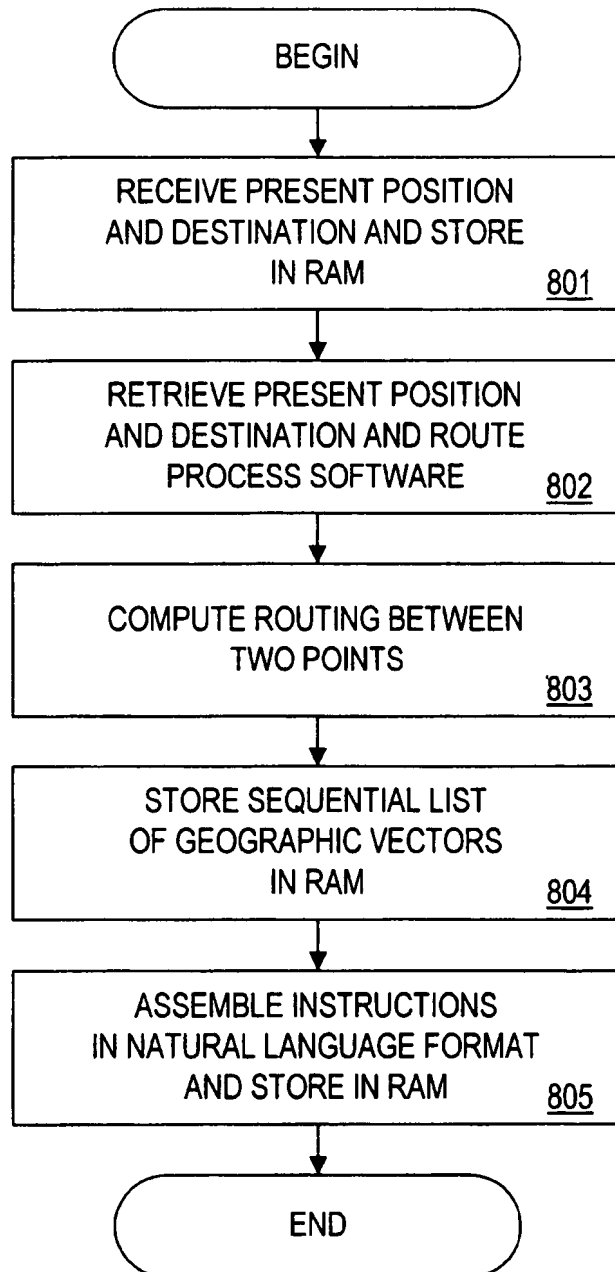 BEGIN
RECEIVE PRESENT POSITION
AND DESTINATION AND STORE
IN RAM
801
RETRIEVE PRESENT POSITION
AND DESTINATION AND ROUTE
PROCESS SOFTWARE
802
COMPUTE ROUTING BETWEEN
TWO POINTS
803
STORE SEQUENTIAL LIST
OF GEOGRAPHIC VECTORS
IN RAM
804
ASSEMBLE INSTRUCTIONS
IN NATURAL LANGUAGE FORMAT
AND STORE IN RAM
805
END